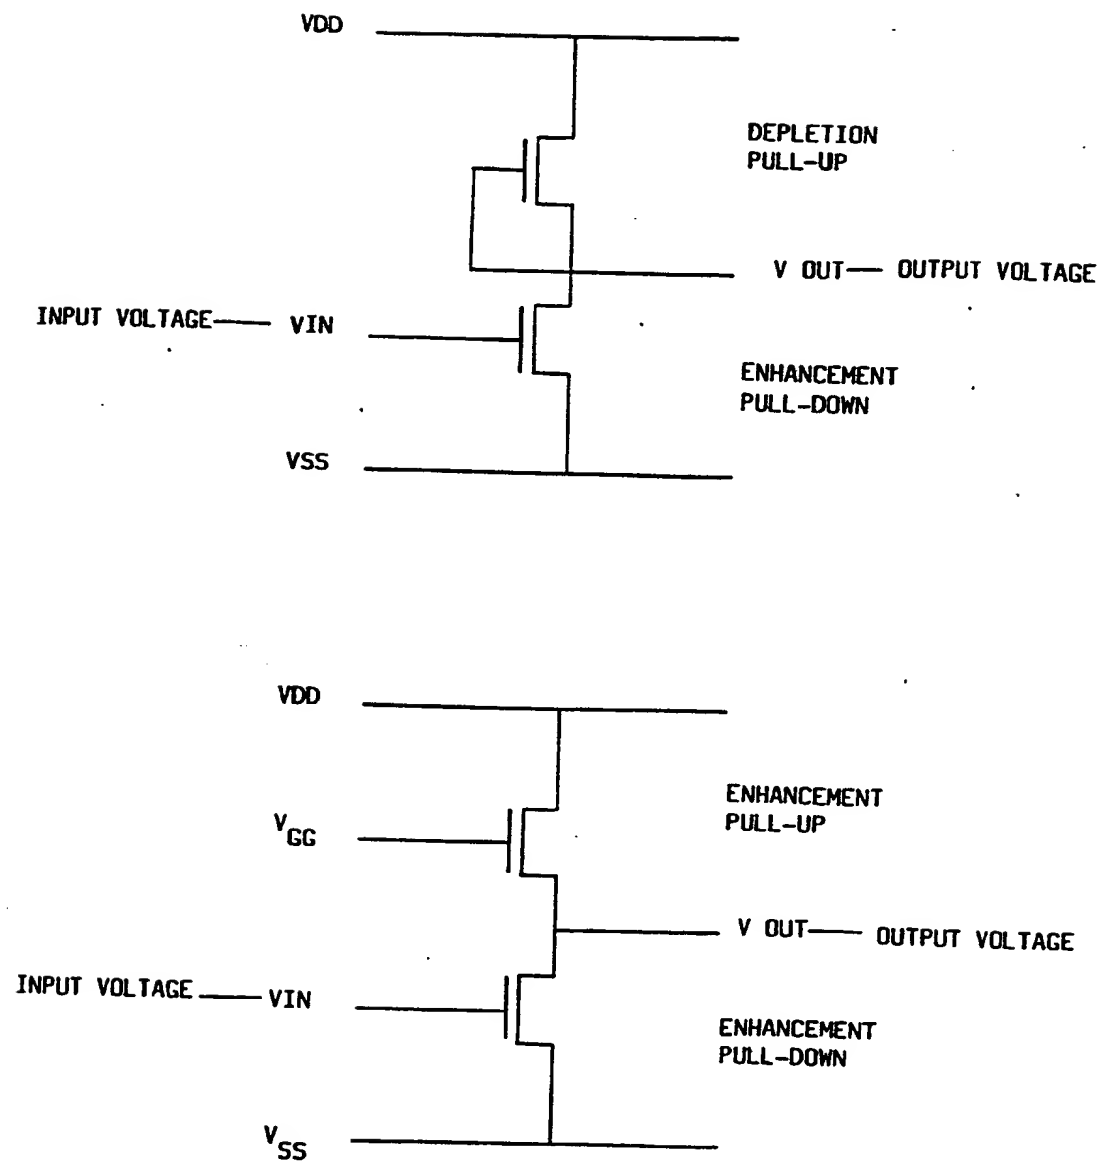 VDD
DEPLETION
PULL-UP
V OUT— OUTPUT VOLTAGE
INPUT VOLTAGE— VIN
ENHANCEMENT
PULL-DOWN
VSS
VDD
ENHANCEMENT
PULL-UP
VGG
V OUT— OUTPUT VOLTAGE
INPUT VOLTAGE— VIN
ENHANCEMENT
PULL-DOWN
VSS